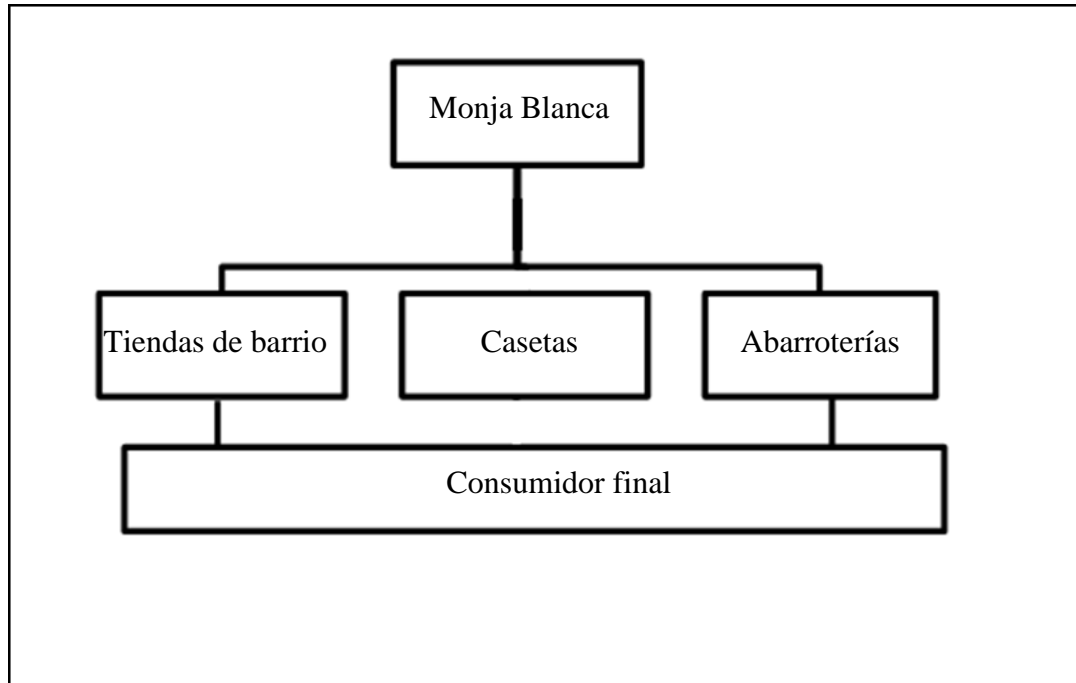 Monja Blanca
Tiendas de barrio
Casetas
Abarroterías
Consumidor final